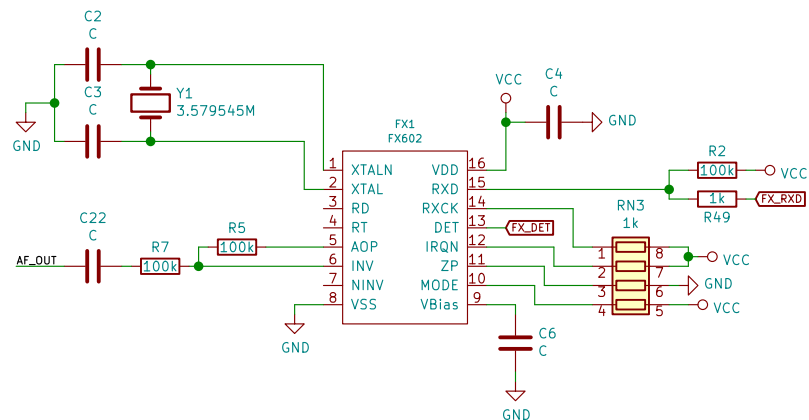 C2
C
C3
C
Y1
3.579545M
GND
FX1
FX602
1 XTALN VDD 16
2 XTAL RXD 15
3 RD RXCK 14
4 RT DET 13
5 AOP IRQN 12
6 INV ZP 11
7 NINV MODE 10
8 VSS VBias 9
VCC
C4
C
GND
R2
100k
VCC
1k
FX_RXD
R49
RN3
1k
FX_DET
1 8
2 7
3 6
4 5
VCC
GND
VCC
C22
C
AF_OUT
R7
100k
R5
100k
GND
C6
C
GND